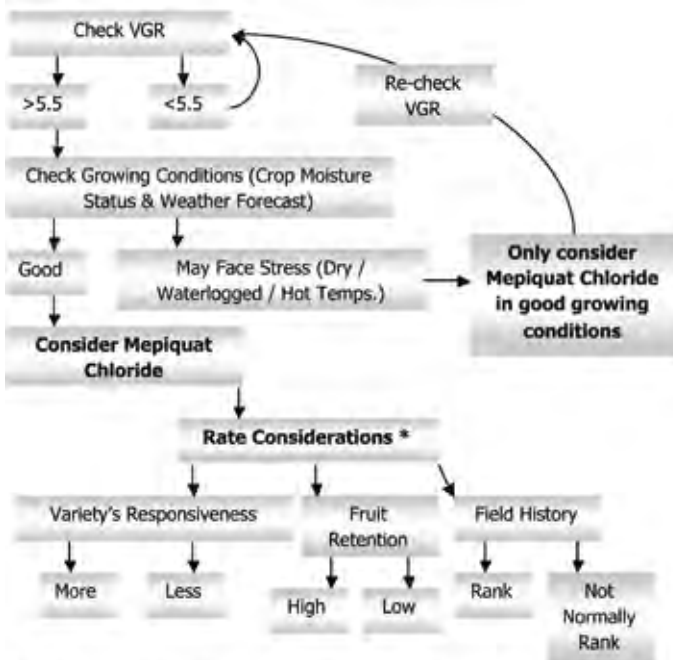 Check VGR
>5.5
<5.5
Re-check
VGR
Check Growing Conditions (Crop Moisture
Status & Weather Forecast)
Good
May Face Stress (Dry /
Waterlogged / Hot Temps.)
Only consider
Mepiquat Chloride
in good growing
conditions
Consider Mepiquat
Chloride
Rate Considerations *
Variety's Responsiveness
Fruit
Retention
Field History
More
Less
High
Low
Rank
Not
Normally
Rank